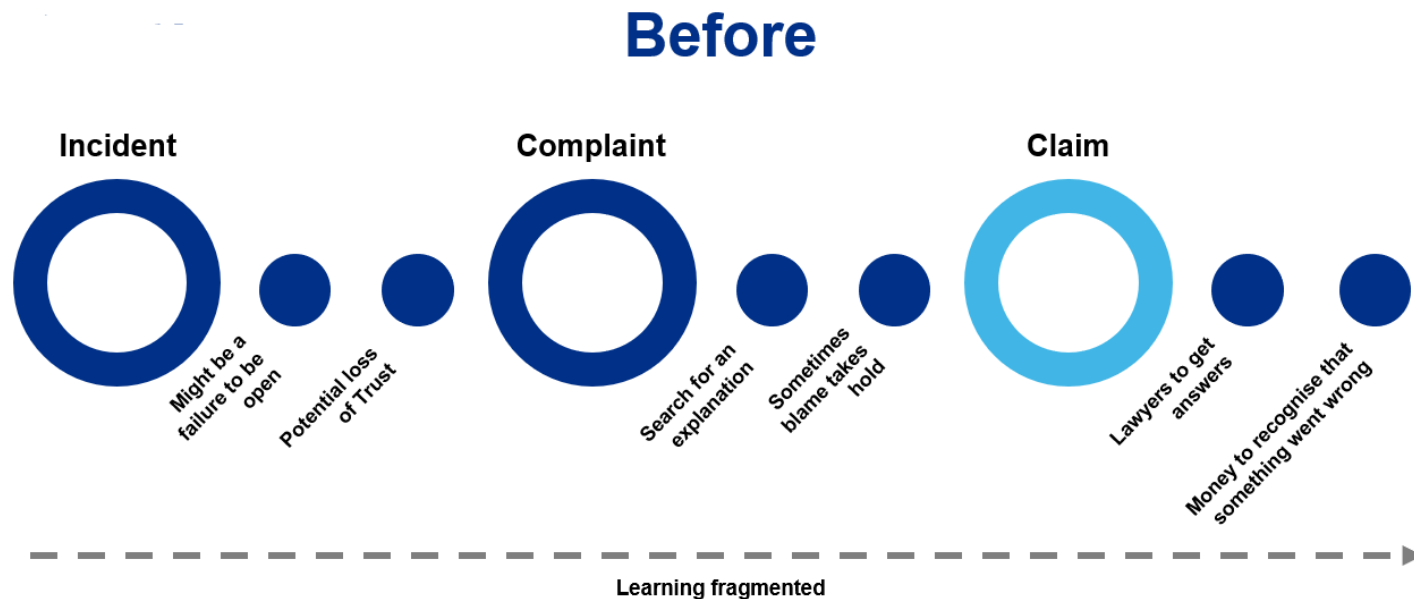 Before
Incident
Complaint
Claim
Might be a
failure to be
open
Potential loss
of Trust
Search for an
explanation
Sometimes
blame takes
hold
Lawyers to get
answers
Money to recognise that
something went wrong
Learning fragmented